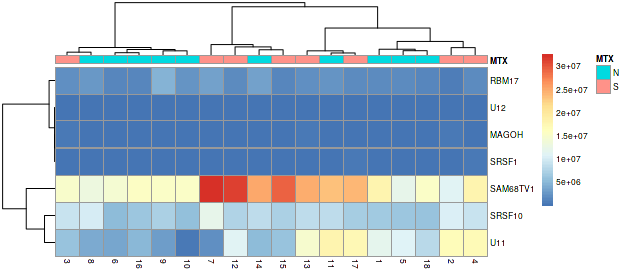 MTX
RBM17
U12
MAGOH
SRSF1
SAM68TV1
SRSF10
U11
3 8 6 16 9 10 7 12 14 15 13 11 17 1 5 18 2 4
3e+07
2.5e+07
2e+07
1.5e+07
1e+07
5e+06
MTX
N
S